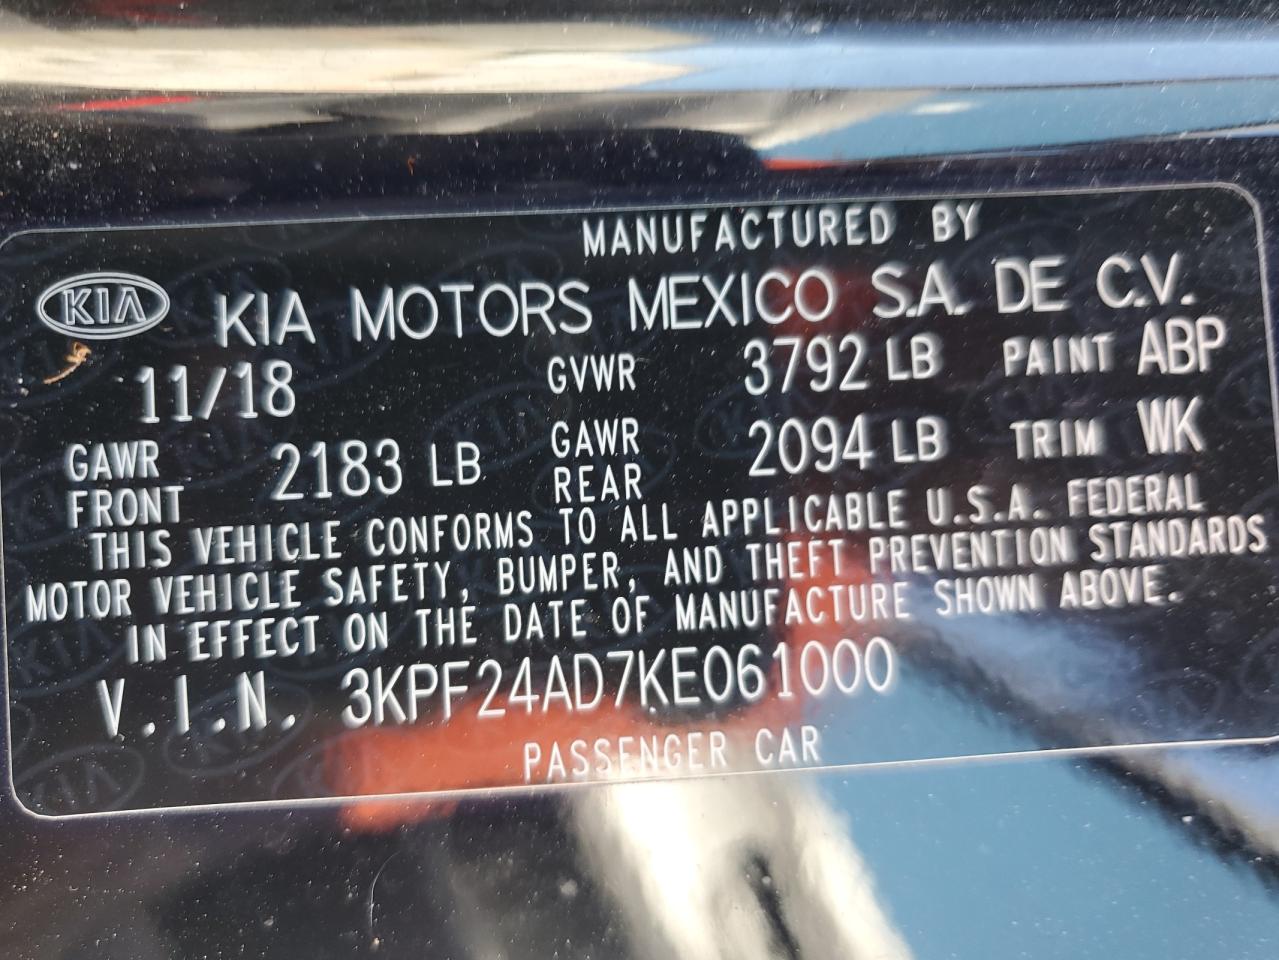 MANUFACTURED BY
KIA KIA MOTORS MEXICO S.A. DE C.V.
11/18 GVWR 3792 LB PAINT ABP
GAWR FRONT 2183 LB GAWR REAR 2094 LB TRIM WK
THIS VEHICLE CONFORMS TO ALL APPLICABLE U.S.A. FEDERAL
MOTOR VEHICLE SAFETY, BUMPER, AND THEFT PREVENTION STANDARDS
IN EFFECT ON THE DATE OF MANUFACTURE SHOWN ABOVE.
V.I.N. 3KPF24AD7KE061000
PASSENGER CAR